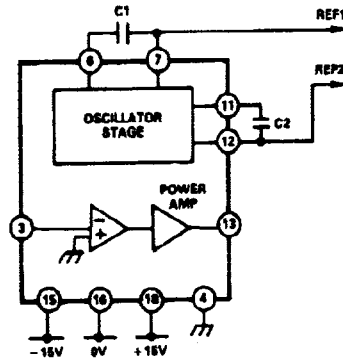 C1
REF1
REF2
6
7
OSCILLATOR
STAGE
11
C2
12
POWER
AMP
3
−
+
13
15
16
18
4
−15V
0V
+15V